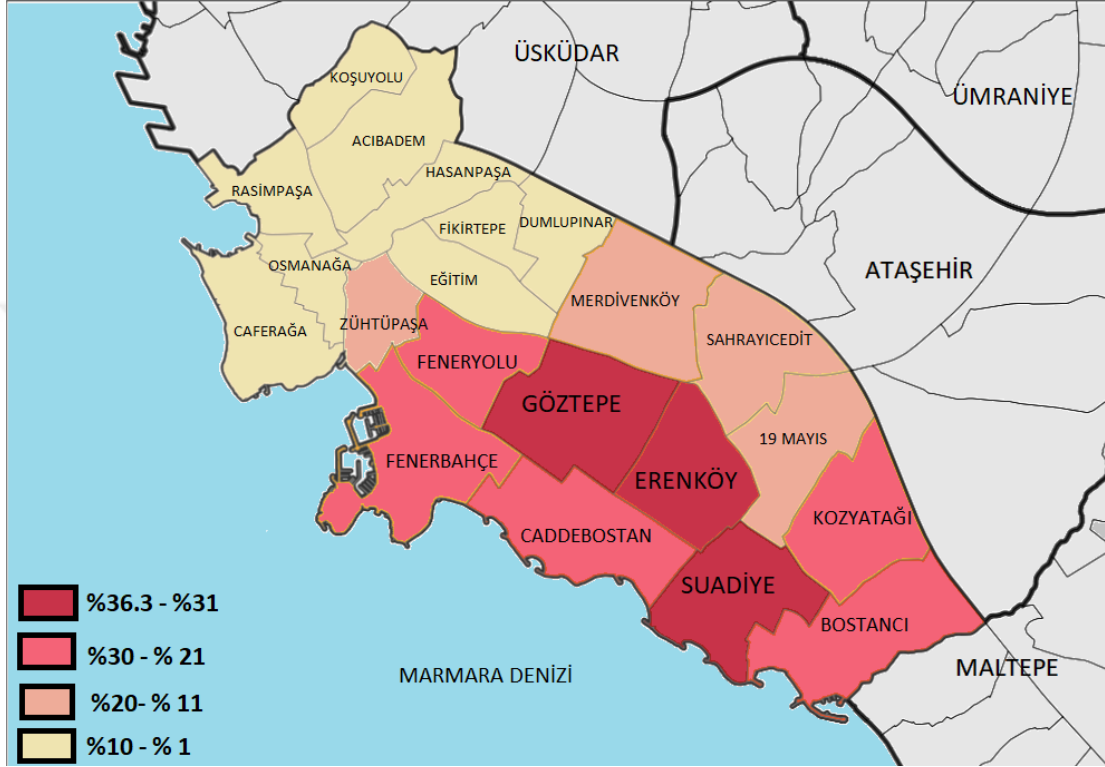 ÜSKÜDAR
KOŞUYOLU
ÜMRANİYE
ACIBADEM
HASANPAŞA
RASİMPAŞA
DUMLUPINAR
FİKİRTEPE
OSMANAĞA
ATAŞEHİR
EĞİTİM
MERDİVENKÖY
ZÜHTÜPAŞA
CAFERAĞA
SAHRAYICEDİT
FENERYOLU
GÖZTEPE
19 MAYIS
FENERBAHÇE
ERENKÖY
KOZYATAĞI
CADDEBOSTAN
SUADİYE
BOSTANCI
MALTEPE
MARMARA DENİZİ
%36.3 - %31
%30 - % 21
%20- % 11
%10 - % 1